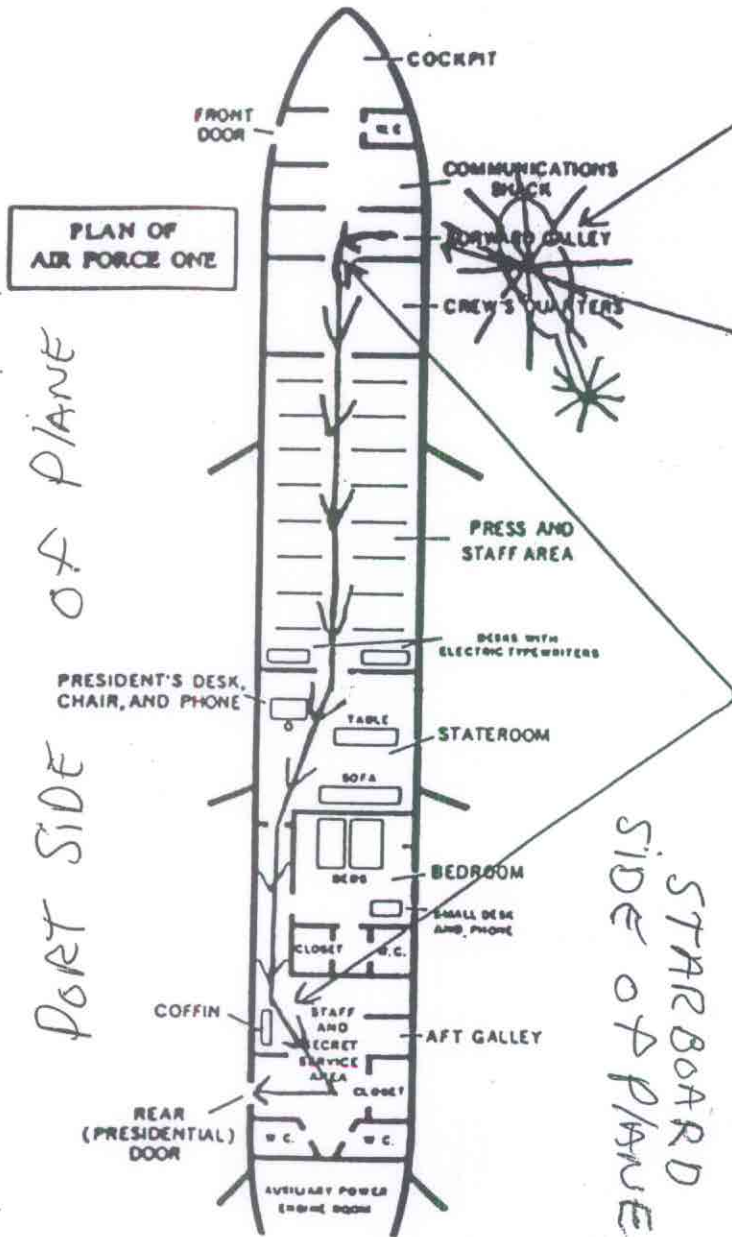 COCKPIT
FRONT
DOOR
W.C
COMMUNICATIONS
SHACK
PLAN OF
AIR FORCE ONE
FORWARD GALLEY
CREW'S QUARTERS
PORT SIDE OF PLANE
PRESS AND
STAFF AREA
DESKS WITH
ELECTRIC TYPEWRITERS
PRESIDENT'S DESK,
CHAIR, AND PHONE
TABLE
STATEROOM
SOFA
BEDS
BEDROOM
SMALL DESK
AND PHONE
CLOSET
W.C.
STARBOARD
SIDE OF PLANE
COFFIN
STAFF
AND
SECRET
SERVICE
AREA
AFT GALLEY
CLOSET
REAR
(PRESIDENTIAL)
DOOR
W.C.
W.C.
AUXILIARY POWER
ENGINE ROOM